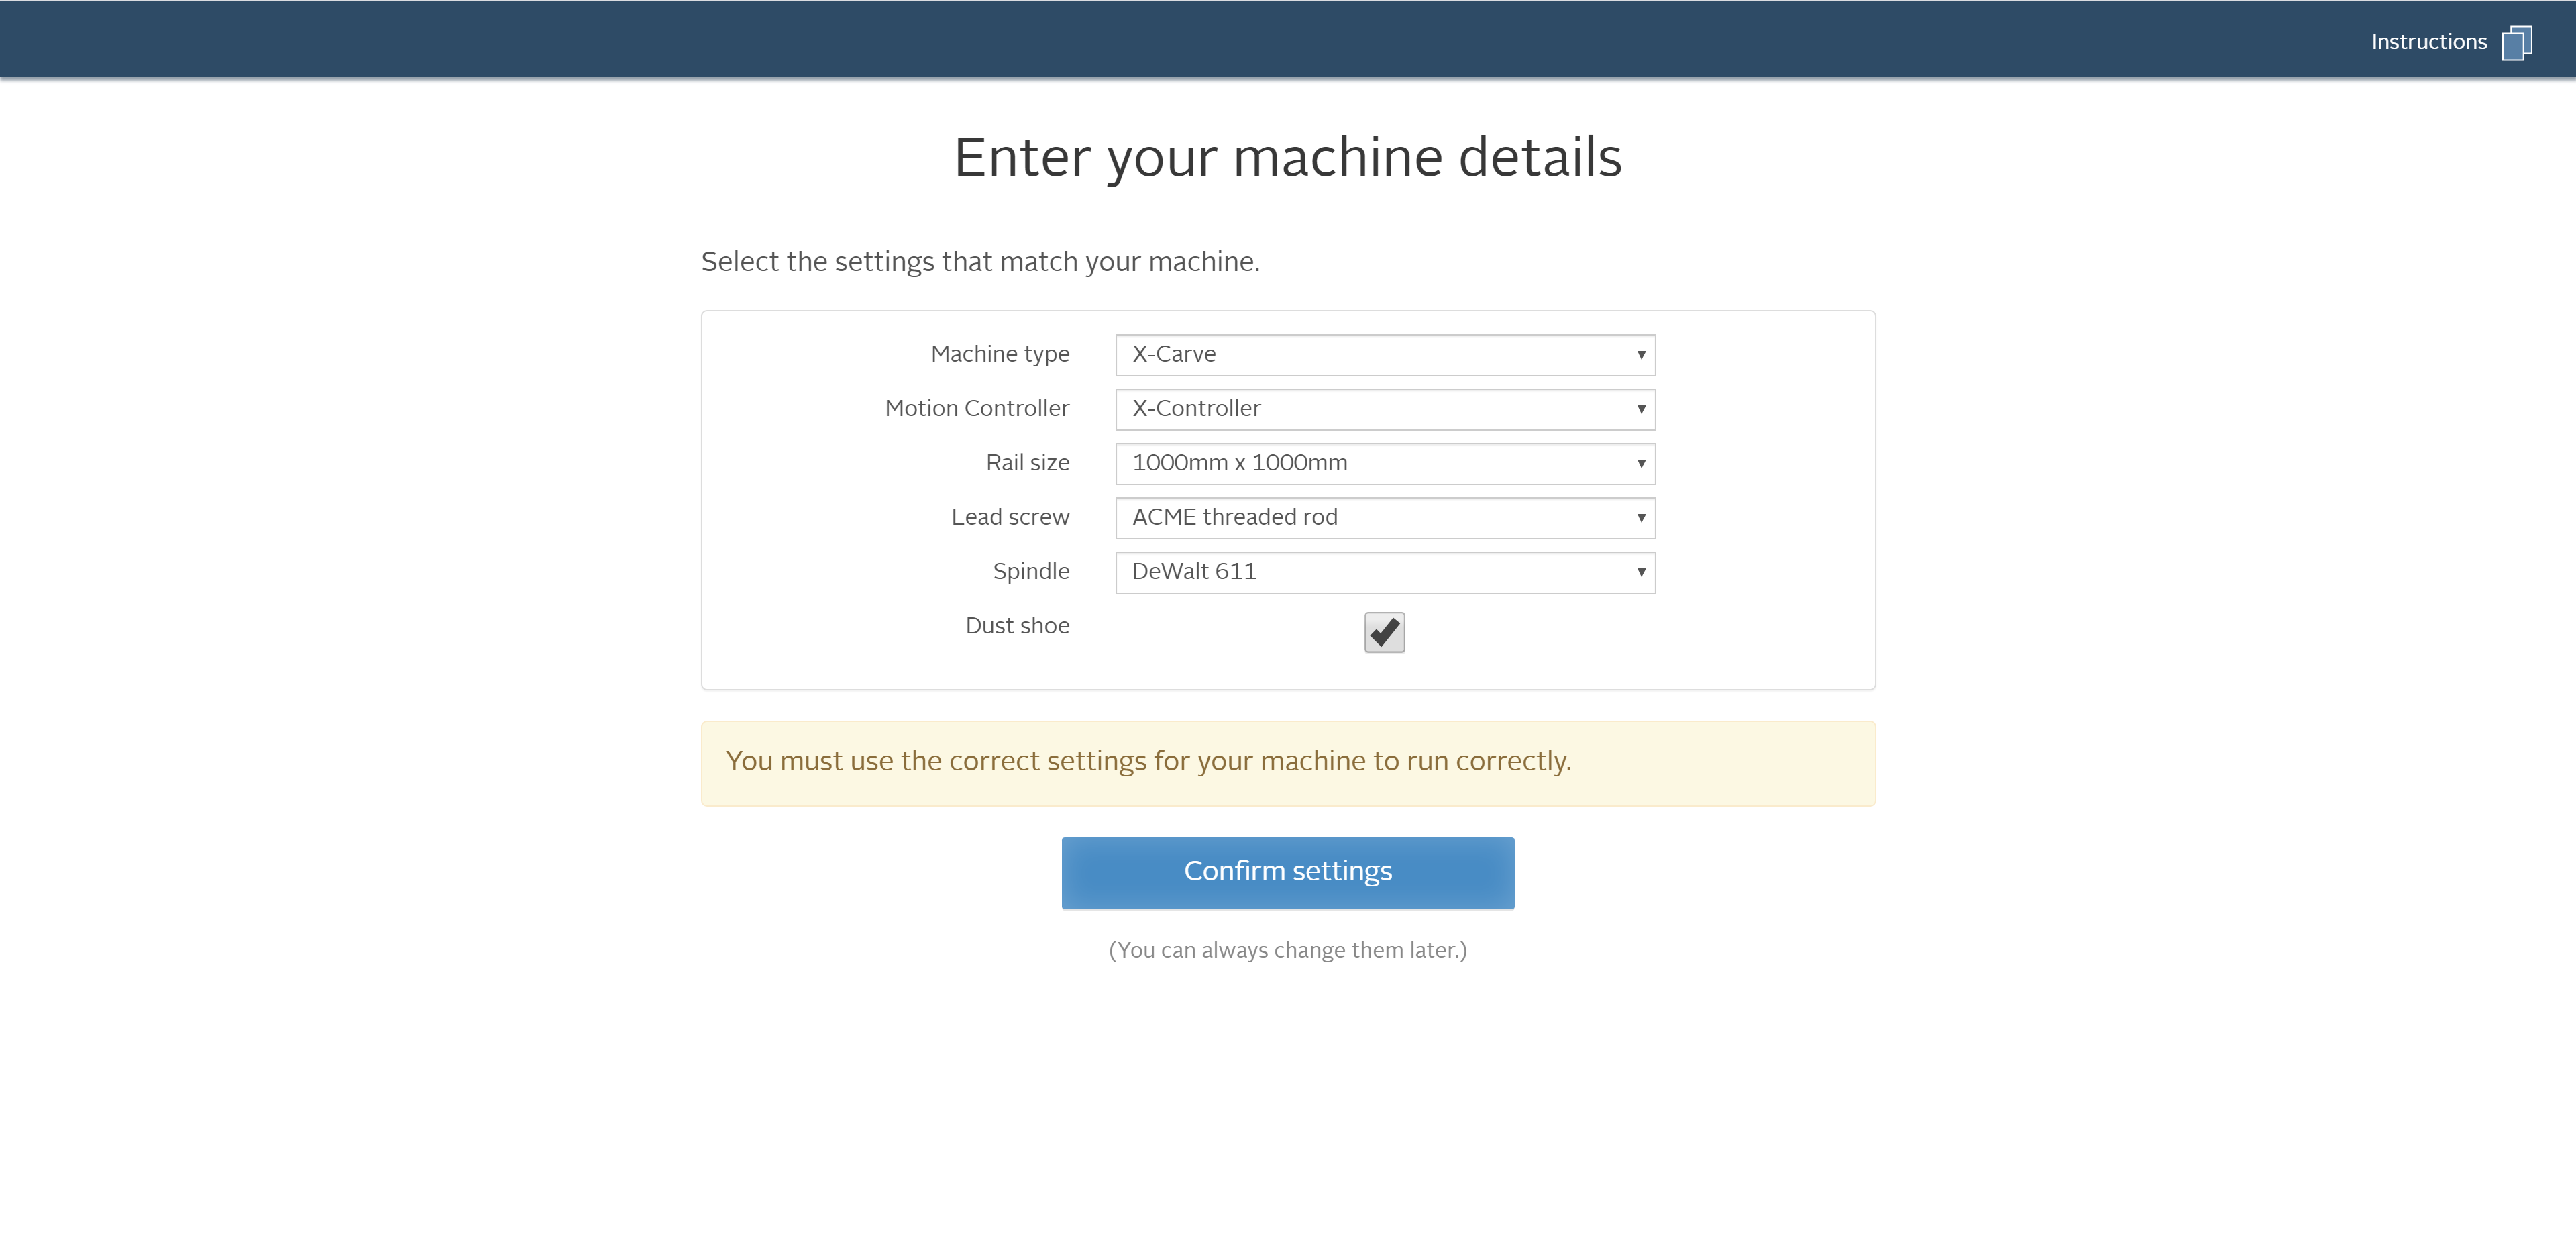 Instructions
Enter your machine details
Select the settings that match your machine.
Machine type X-Carve
Motion Controller X-Controller
Rail size 1000mm x 1000mm
Lead screw ACME threaded rod
Spindle DeWalt 611
Dust shoe
You must use the correct settings for your machine to run correctly.
Confirm settings
(You can always change them later.)